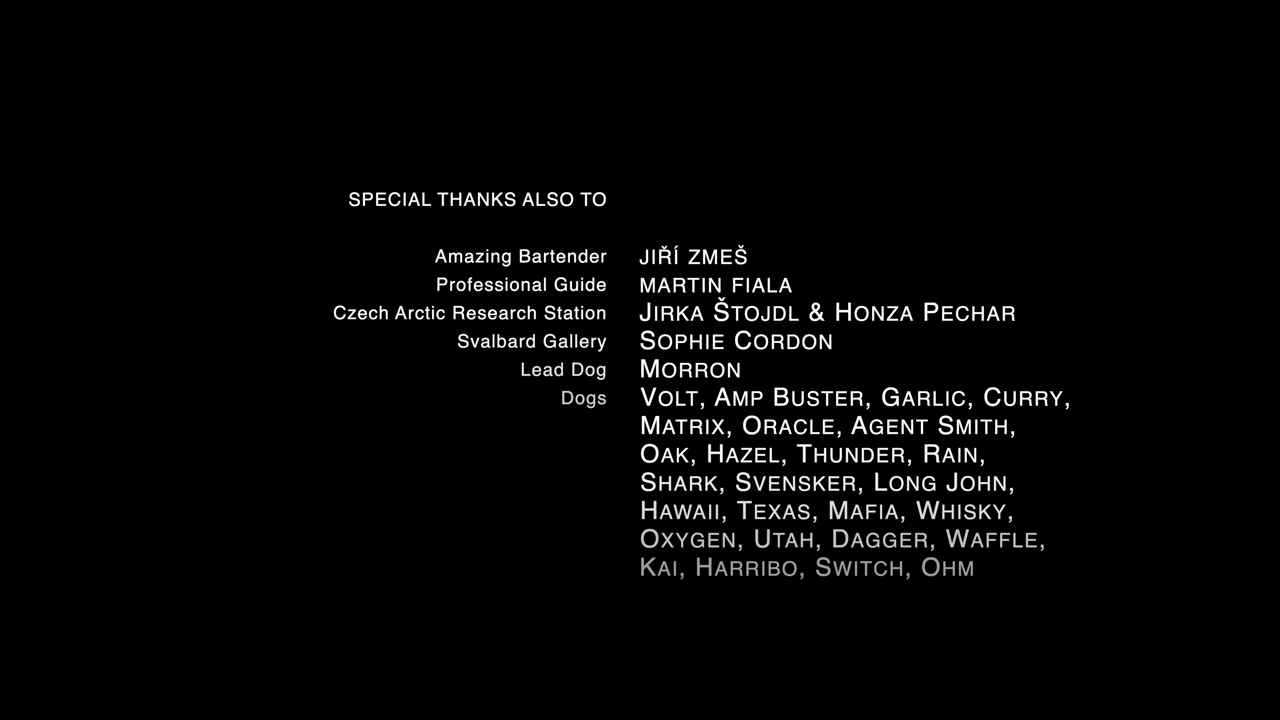 SPECIAL THANKS ALSO TO
Amazing Bartender JIŘÍ ZMEŠ
Professional Guide MARTIN FIALA
Czech Arctic Research Station JIRKA ŠTOJDL & HONZA PECHAR
Svalbard Gallery SOPHIE CORDON
Lead Dog MORRON
Dogs VOLT, AMP BUSTER, GARLIC, CURRY,
MATRIX, ORACLE, AGENT SMITH,
OAK, HAZEL, THUNDER, RAIN,
SHARK, SVENSKER, LONG JOHN,
HAWAII, TEXAS, MAFIA, WHISKY,
OXYGEN, UTAH, DAGGER, WAFFLE,
KAI, HARRIBO, SWITCH, OHM